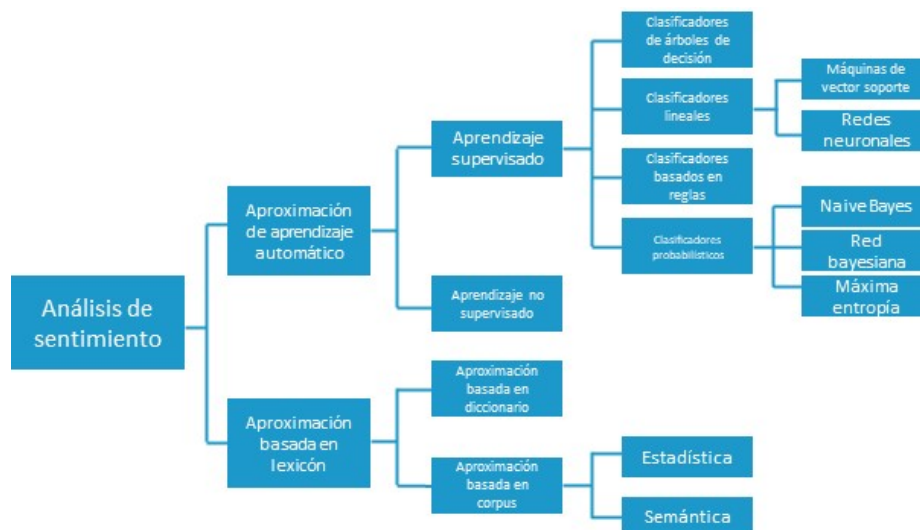 Análisis de
sentimiento
Aproximación
de aprendizaje
automático
Aprendizaje
supervisado
Clasificadores
de árboles de
decisión
Clasificadores
lineales
Máquinas de
vector soporte
Redes
neuronales
Clasificadores
basados en
reglas
Clasificadores
probabilísticos
Naive Bayes
Red
bayesiana
Máxima
entropía
Aprendizaje no
supervisado
Aproximación
basada en
lexicón
Aproximación
basada en
diccionario
Aproximación
basada en
corpus
Estadística
Semántica